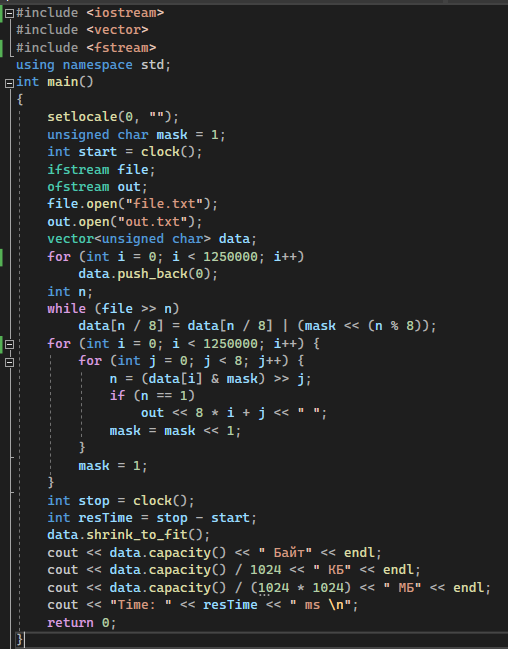 #include <iostream>
#include <vector>
#include <fstream>
using namespace std;
int main()
{
setlocale(0, "");
unsigned char mask = 1;
int start = clock();
ifstream file;
ofstream out;
file.open("file.txt");
out.open("out.txt");
vector<unsigned char> data;
for (int i = 0; i < 1250000; i++)
data.push_back(0);
int n;
while (file >> n)
data[n / 8] = data[n / 8] | (mask << (n % 8));
for (int i = 0; i < 1250000; i++) {
for (int j = 0; j < 8; j++) {
n = (data[i] & mask) >> j;
if (n == 1)
out << 8 * i + j << " ";
mask = mask << 1;
}
mask = 1;
}
int stop = clock();
int resTime = stop - start;
data.shrink_to_fit();
cout << data.capacity() << " Байт" << endl;
cout << data.capacity() / 1024 << " КБ" << endl;
cout << data.capacity() / (1024 * 1024) << " МБ" << endl;
cout << "Time: " << resTime << " ms \n";
return 0;
}